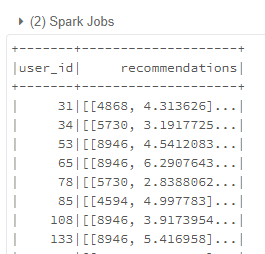 (2) Spark Jobs
+-------+--------------------+
|user_id|     recommendations|
+-------+--------------------+
|     31|[[4868, 4.313626]...|
|     34|[[5730, 3.1917725...|
|     53|[[8946, 4.5412083...|
|     65|[[8946, 6.2907643...|
|     78|[[5730, 2.8388062...|
|     85|[[4594, 4.997783]...|
|    108|[[8946, 3.9173954...|
|    133|[[8946, 5.416958]...|